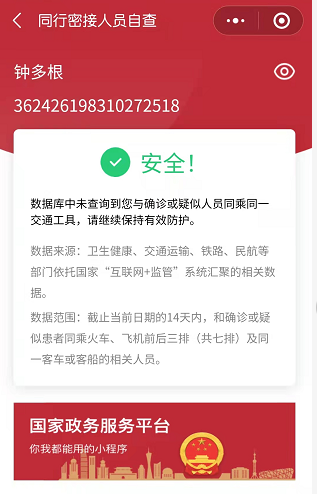 同行密接人员自查
钟多根
362426198310272518
安全！
数据库中未查询到您与确诊或疑似人员同乘同一
交通工具，请继续保持有效防护。
数据来源：卫生健康、交通运输、铁路、民航等
部门依托国家“互联网+监管”系统汇聚的相关数
据。
数据范围：截止当前日期的14天内，和确诊或疑
似患者同乘火车、飞机前后三排（共七排）及同
一客车或客船的相关人员。
国家政务服务平台
你我都能用的小程序